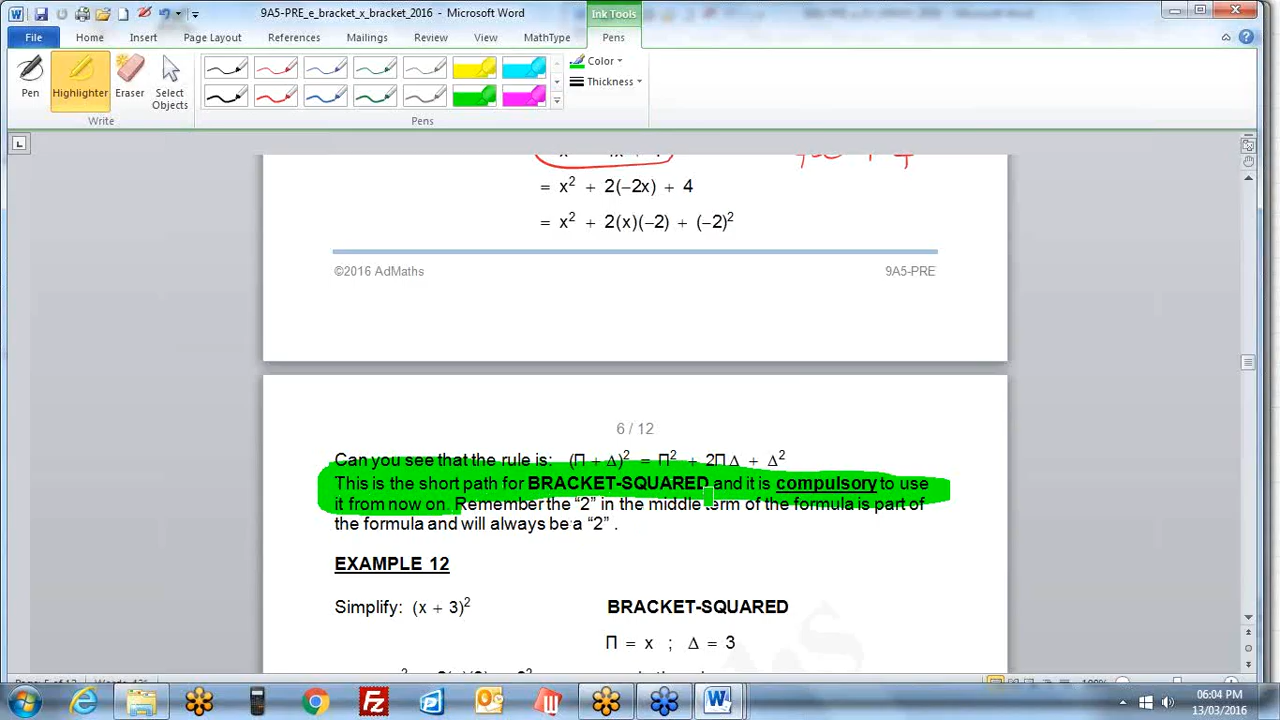 9A5-PRE_e_bracket_x_bracket_2016 - Microsoft Word
Ink Tools
File Home Insert Page Layout References Mailings Review View MathType Pens
Pen Highlighter Eraser Select Objects
Color
Thickness
Write
Pens
= x² + 2(−2x) + 4
= x² + 2(x)(−2) + (−2)²
©2016 AdMaths 9A5-PRE
6 / 12
Can you see that the rule is: (Π + Δ)² = Π² + 2ΠΔ + Δ²
This is the short path for BRACKET-SQUARED and it is compulsory to use
it from now on. Remember the “2” in the middle term of the formula is part of
the formula and will always be a “2” .
EXAMPLE 12
Simplify: (x + 3)² BRACKET-SQUARED
Π = x ; Δ = 3
06:04 PM
13/03/2016